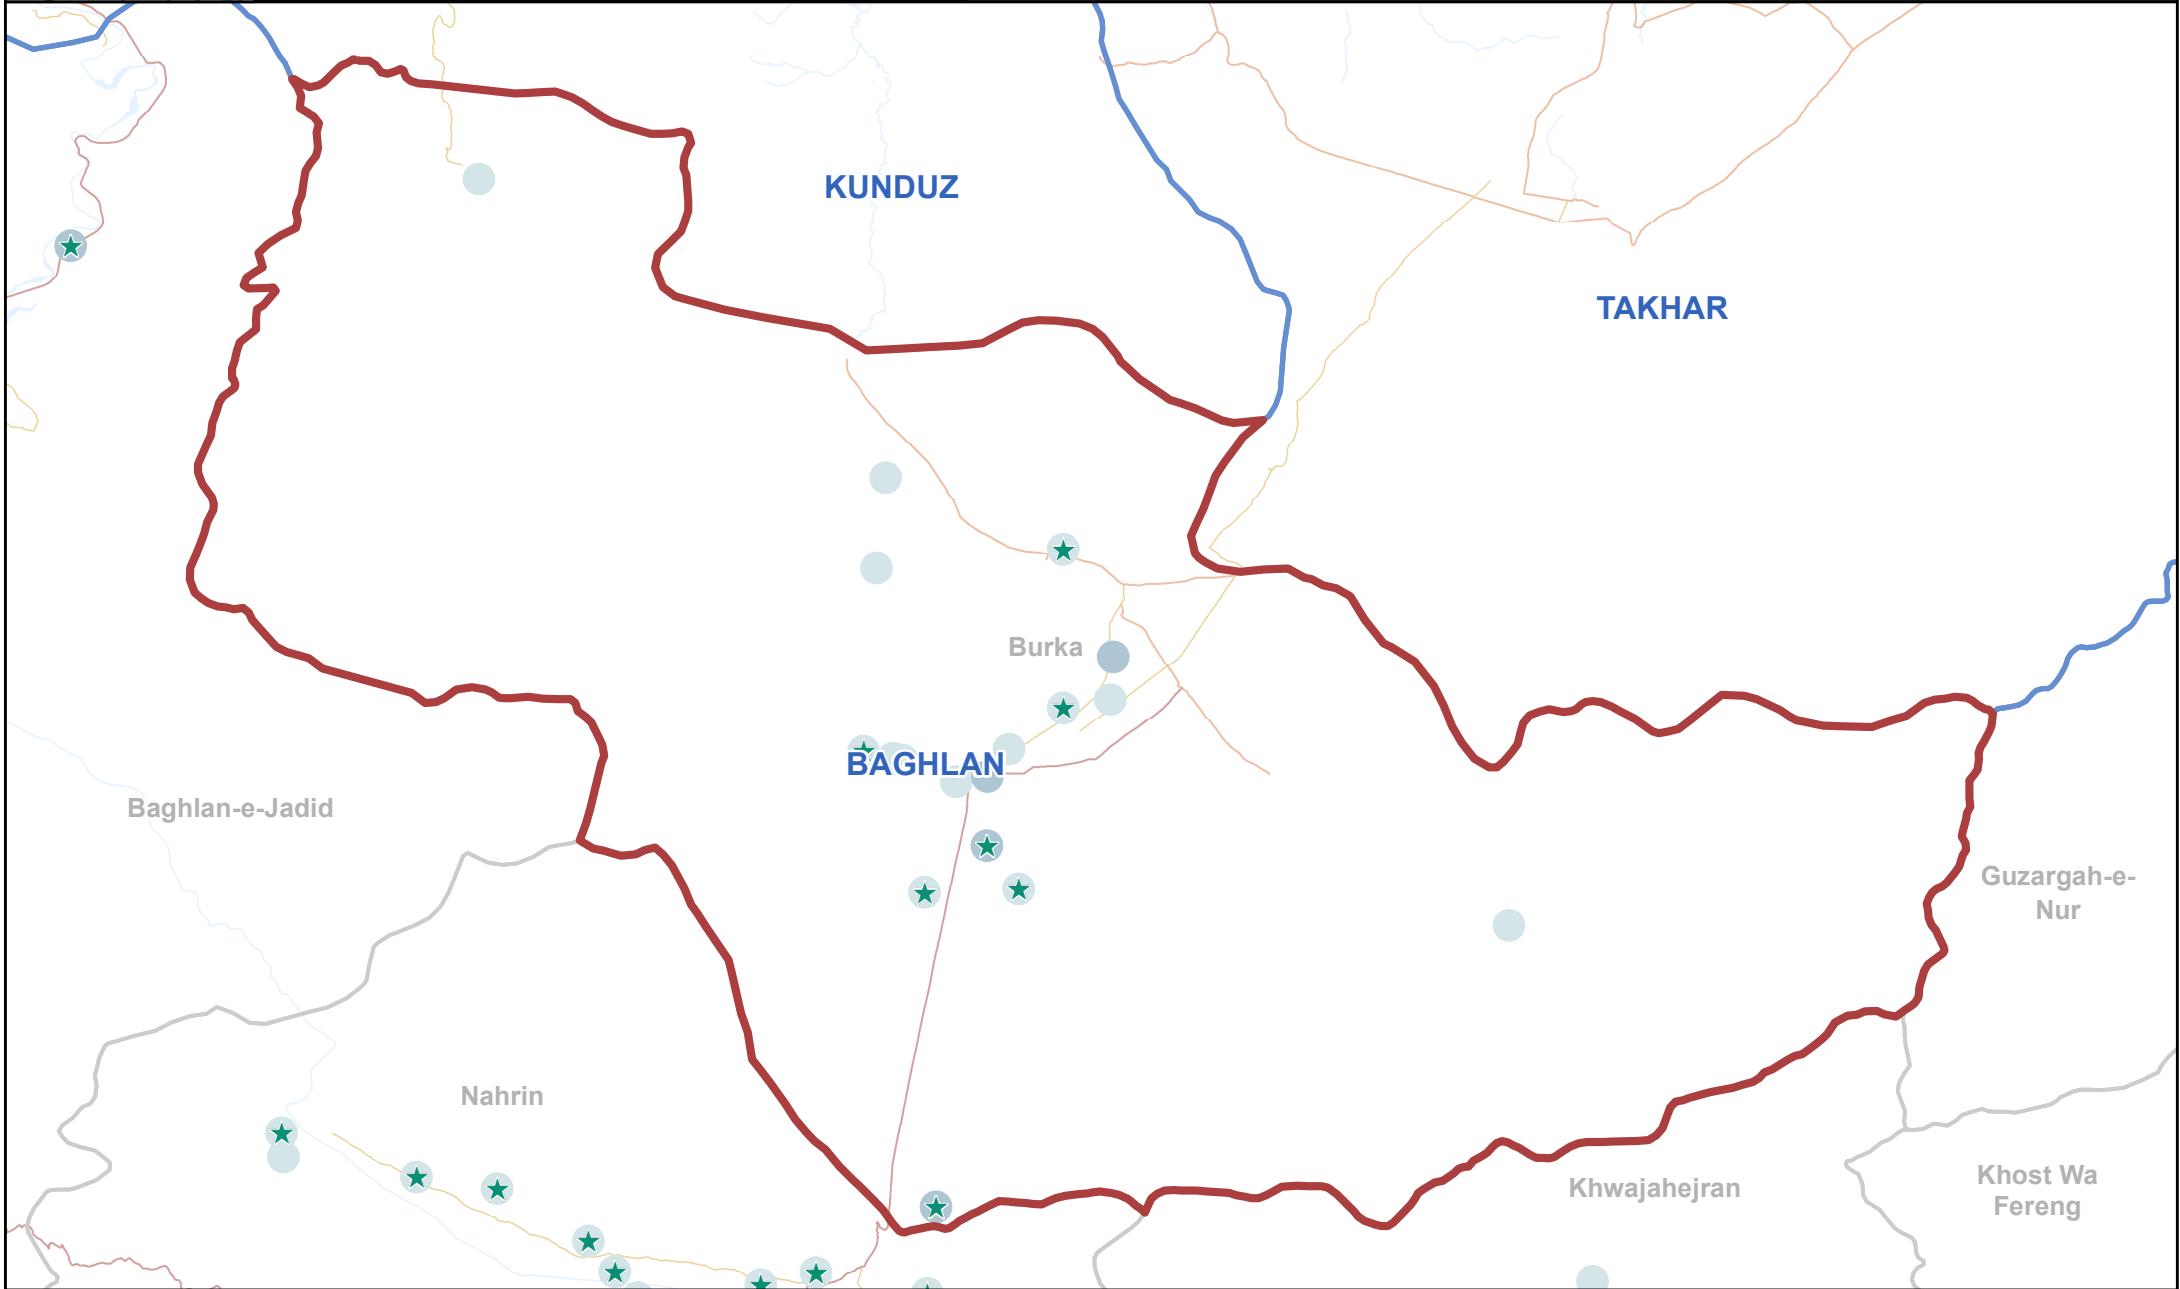 KUNDUZ
TAKHAR
Burka
BAGHLAN
Baghlan-e-Jadid
Guzargah-e-
Nur
Nahrin
Khwajahejran
Khost Wa
Fereng